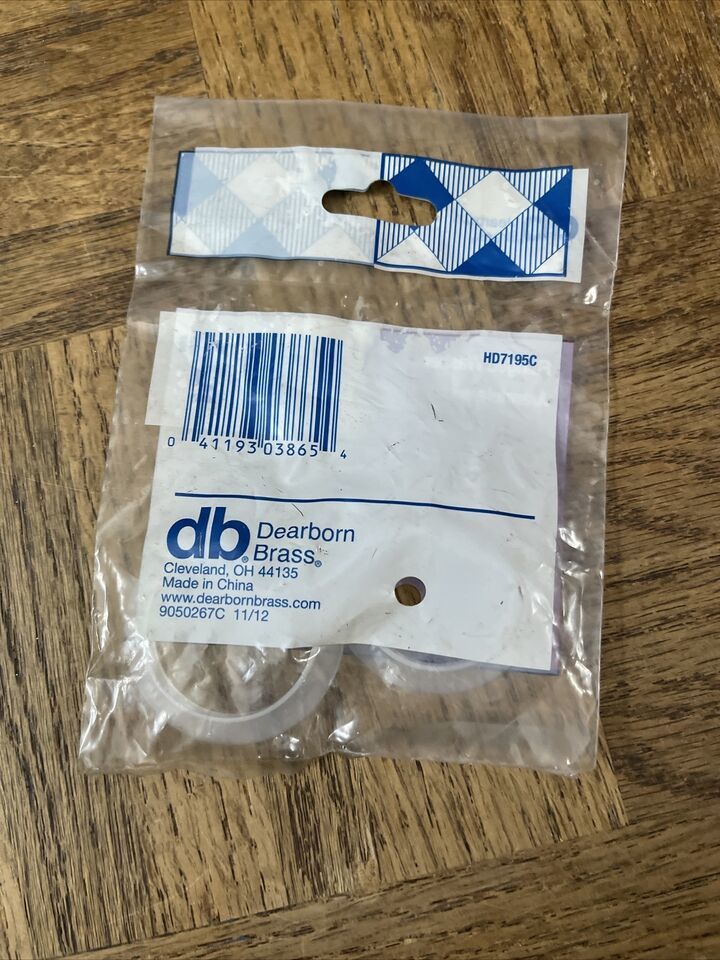 HD7195C
0 41193 03865 4
db® Dearborn
Brass®
Cleveland, OH 44135
Made in China
www.dearbornbrass.com
9050267C 11/12